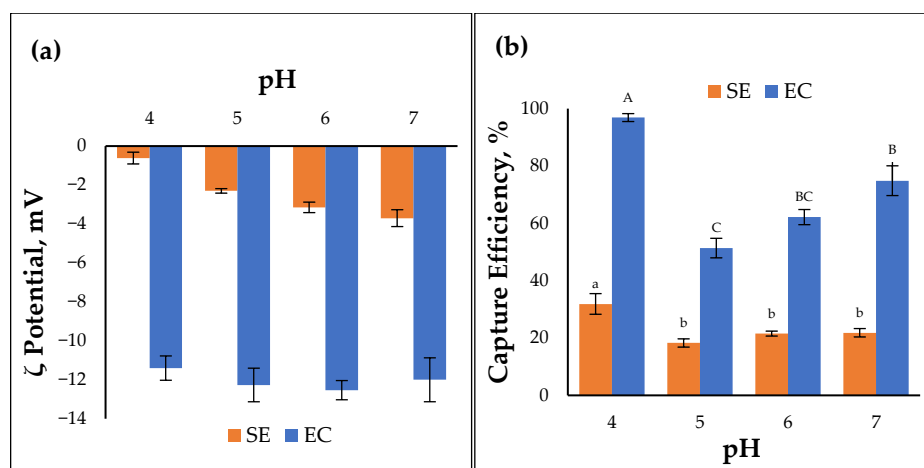 (a)
pH
4 5 6 7
0
−2
−4
−6
−8
−10
−12
−14
ζ Potential, mV
SE EC
(b)
SE EC
Capture Efficiency, %
100
80
60
40
20
0
A
B
BC
C
a
b b b
4 5 6 7
pH